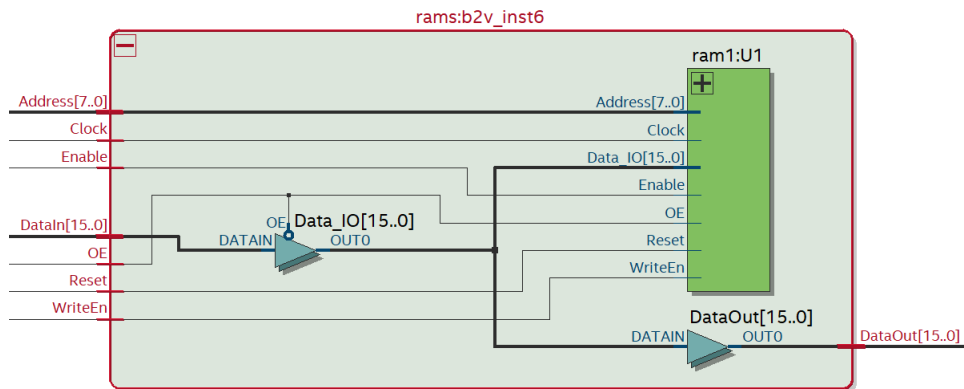 rams:b2v_inst6
ram1:U1
Address[7..0]
Address[7..0]
Clock
Clock
Enable
Data_IO[15..0]
Enable
DataIn[15..0]
OE
Data_IO[15..0]
OE
DATAIN
OUT0
OE
Reset
Reset
WriteEn
WriteEn
DataOut[15..0]
DATAIN
OUT0
DataOut[15..0]